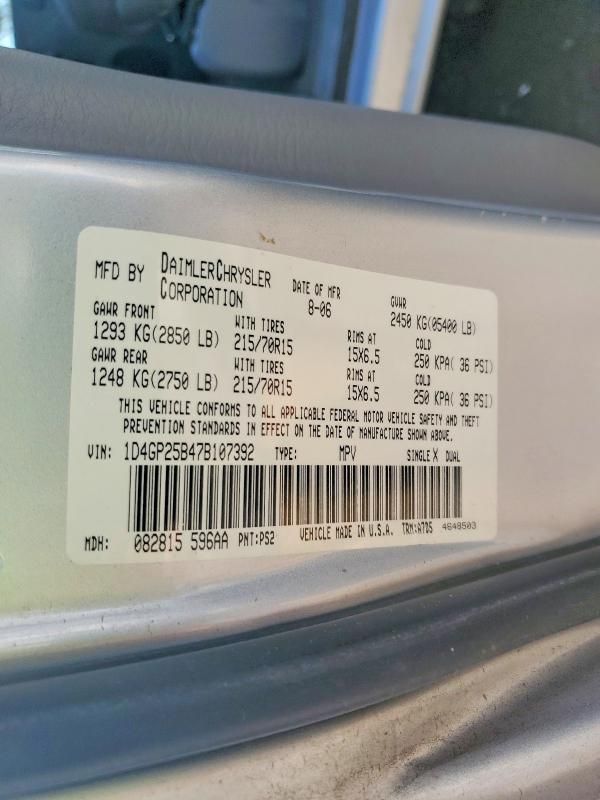 MFD BY DAIMLERCHRYSLER CORPORATION DATE OF MFR 8-06 GVWR 2450 KG(05400 LB)
GAWR FRONT WITH TIRES RIMS AT COLD
1293 KG(2850 LB) 215/70R15 15X6.5 250 KPA( 36 PSI)
GAWR REAR WITH TIRES RIMS AT COLD
1248 KG(2750 LB) 215/70R15 15X6.5 250 KPA( 36 PSI)
THIS VEHICLE CONFORMS TO ALL APPLICABLE FEDERAL MOTOR VEHICLE SAFETY AND THEFT
PREVENTION STANDARDS IN EFFECT ON THE DATE OF MANUFACTURE SHOWN ABOVE.
VIN: 1D4GP25B47B107392 TYPE: MPV SINGLE X DUAL
MDH: 082815 596AA PNT:PS2 VEHICLE MADE IN U.S.A. TRM:A7D5 4648503